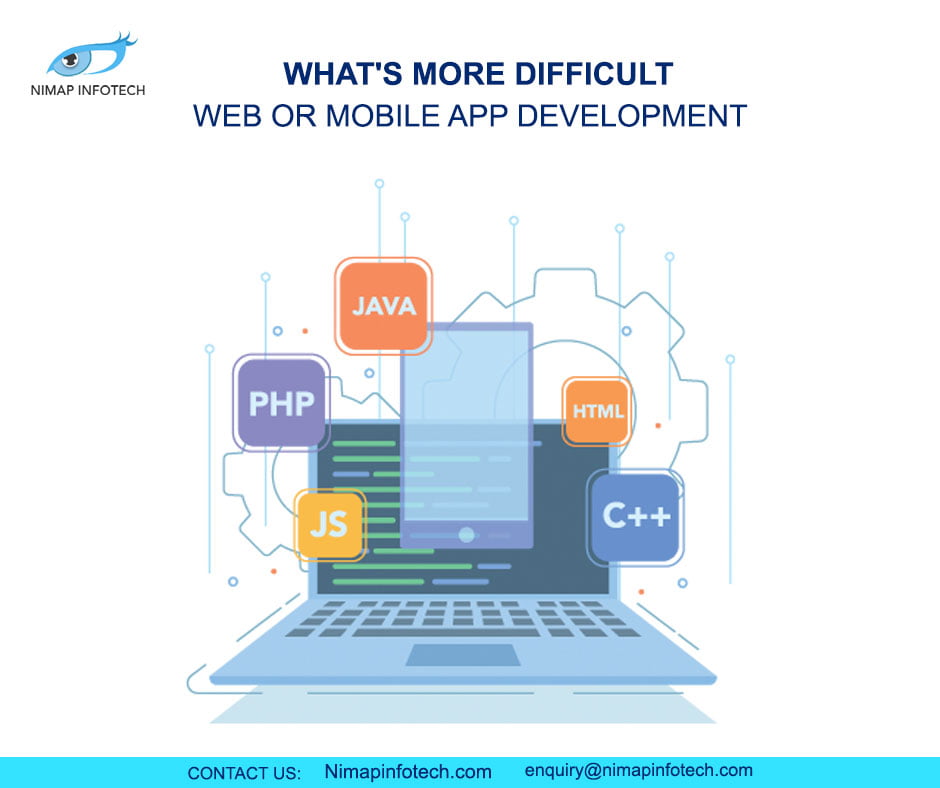 NIMAP INFOTECH
WHAT'S MORE DIFFICULT
WEB OR MOBILE APP DEVELOPMENT
JAVA
PHP
HTML
JS
C++
CONTACT US: Nimapinfotech.com enquiry@nimapinfotech.com